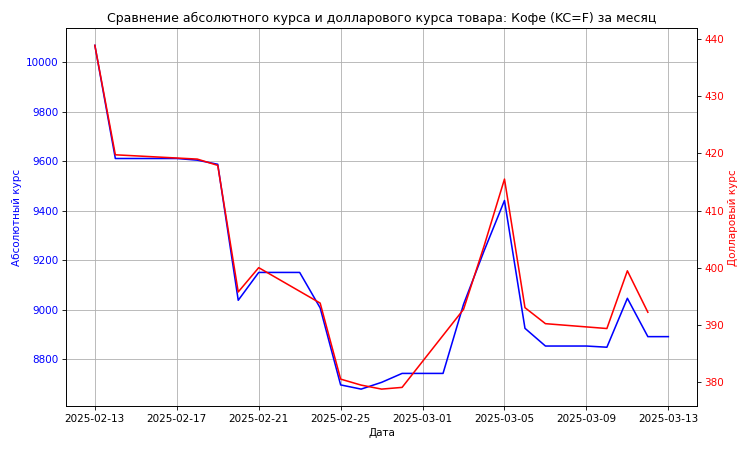 Сравнение абсолютного курса и долларового курса товара: Кофе (KC=F) за месяц
Абсолютный курс
10000
9800
9600
9400
9200
9000
8800
440
430
420
410
400
390
380
Долларовый курс
2025-02-13 2025-02-17 2025-02-21 2025-02-25 2025-03-01 2025-03-05 2025-03-09 2025-03-13
Дата